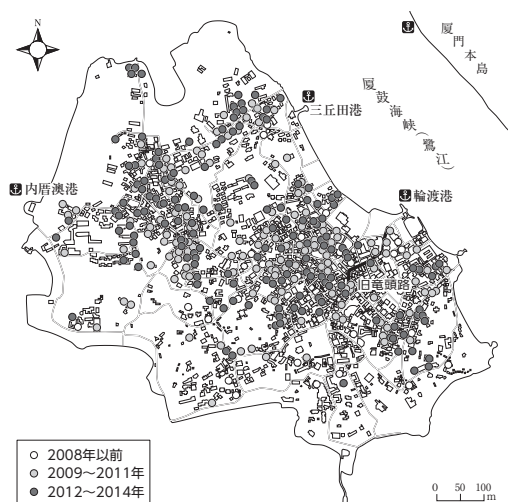 N
厦門本島
厦鼓海峡(鷺江)
三丘田港
内厝澳港
輪渡港
旧竜頭路
2008年以前
2009～2011年
2012～2014年
0 50 100
m